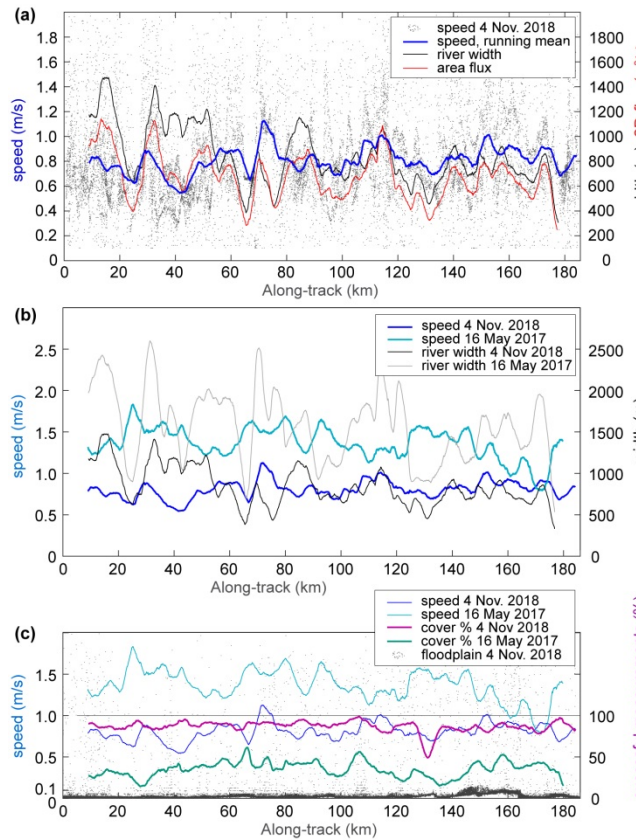 (a)
speed 4 Nov. 2018
speed, running mean
river width
area flux
speed (m/s)
1.8
1.6
1.4
1.2
1.0
0.8
0.6
0.4
0.2
0
1800
1600
1400
1200
1000
800
600
400
200
0
0 20 40 60 80 100 120 140 160 180
Along-track (km)
(b)
speed 4 Nov. 2018
speed 16 May 2017
river width 4 Nov 2018
river width 16 May 2017
speed (m/s)
2.5
2.0
1.5
1.0
0.5
0
2500
2000
1500
1000
500
0
0 20 40 60 80 100 120 140 160 180
Along-track (km)
(c)
speed 4 Nov. 2018
speed 16 May 2017
cover % 4 Nov 2018
cover % 16 May 2017
floodplain 4 Nov. 2018
speed (m/s)
1.5
1.0
0.5
0.1
0
100
50
0
0 20 40 60 80 100 120 140 160 180
Along-track (km)